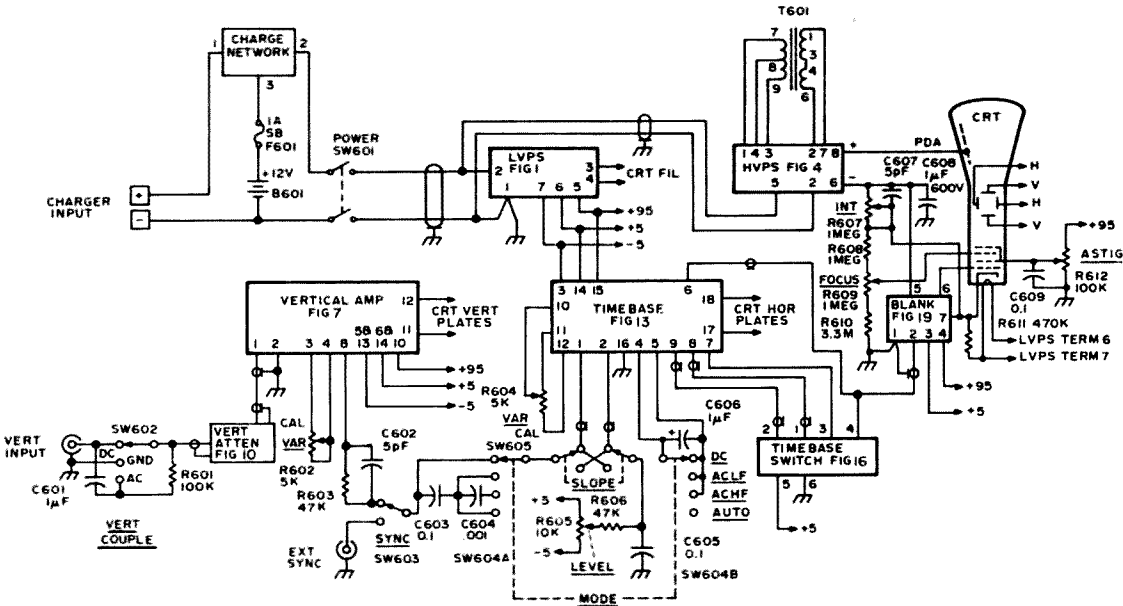 T601
CHARGE
NETWORK
1
2
3
7
8
9
1
3
4
6
1A
SB
F601
POWER
SW601
+12V
B601
CHARGER
INPUT
+
-
LVPS
FIG 1
2
1
7 6 5
3
4
CRT FIL
+95
+5
-5
1 4 3
2 7 8
HVPS FIG 4
5
2
6
+
-
PDA
CRT
H
V
H
V
C607
5pF
C608
1µF
600V
INT
R607
1MEG
R608
1MEG
FOCUS
R609
1MEG
R610
3.3M
+95
ASTIG
R612
100K
C609
0.1
R611 470K
LVPS TERM 6
LVPS TERM 7
BLANK
FIG 19
5
6
7
1 2 3 4
+95
+5
VERTICAL AMP
FIG 7
12
11
5B 6B
1 2 3 4 8 13 14 10
CRT VERT
PLATES
+95
+5
-5
3 14 15
6
10
11
12
TIMEBASE
FIG 13
18
17
1 2 16 4 5 9 8 7
CRT HOR
PLATES
R604
5K
VAR
CAL
VERT
INPUT
SW602
DC
GND
AC
C601
1µF
R601
100K
VERT
COUPLE
VERT
ATTEN
FIG 10
CAL
VAR
R602
5K
R603
47K
C602
5pF
EXT
SYNC
SYNC
SW603
C603
0.1
C604
.001
SW604A
SW605
SLOPE
+5
R605
10K
-5
R606
47K
LEVEL
MODE
C605
0.1
SW604B
C606
1µF
+
DC
ACLF
ACHF
AUTO
2 1 3 4
TIMEBASE
SWITCH FIG 16
5 6
+5